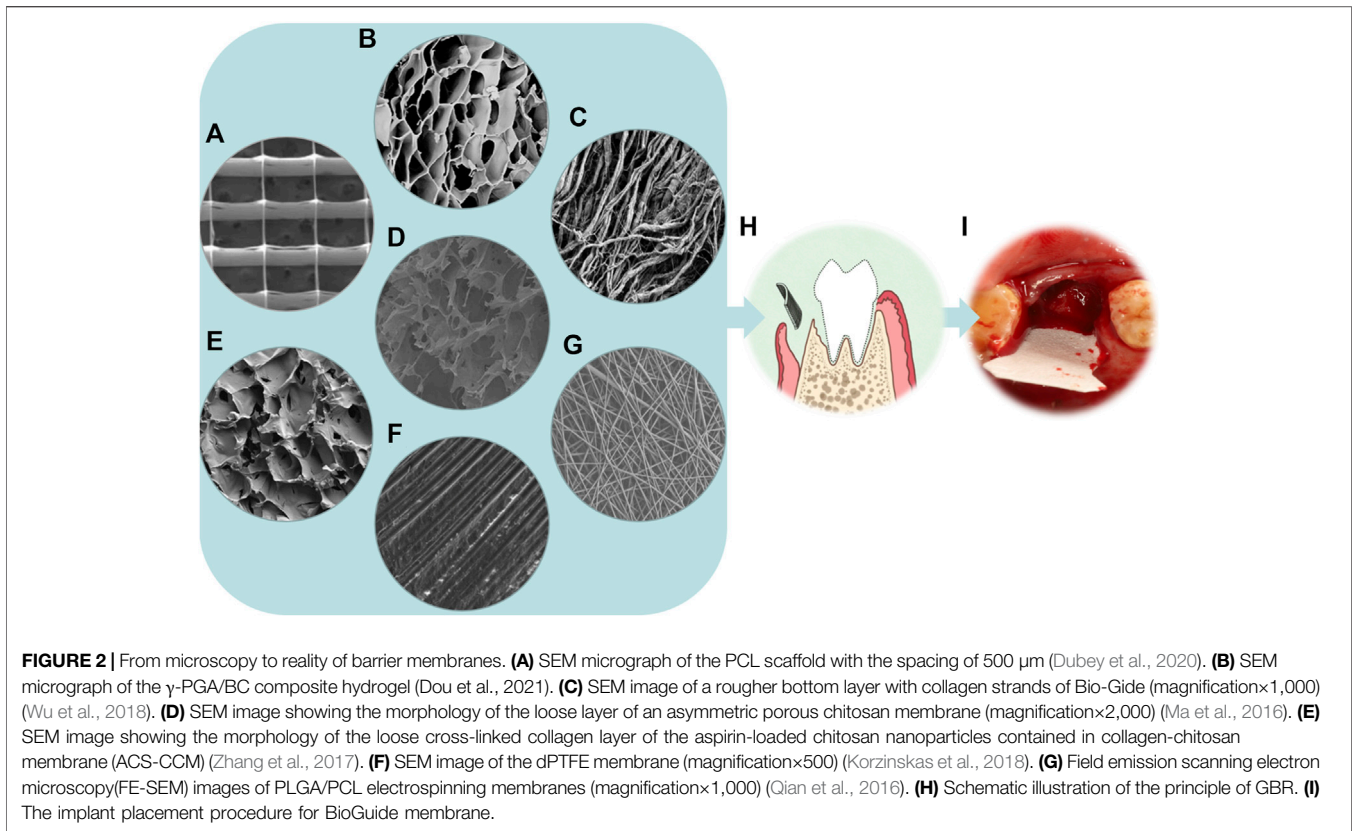 B
A
C
D
H
I
E
G
F
FIGURE 2 | From microscopy to reality of barrier membranes. (A) SEM micrograph of the PCL scaffold with the spacing of 500 µm (Dubey et al., 2020). (B) SEM
micrograph of the γ-PGA/BC composite hydrogel (Dou et al., 2021). (C) SEM image of a rougher bottom layer with collagen strands of Bio-Gide (magnification×1,000)
(Wu et al., 2018). (D) SEM image showing the morphology of the loose layer of an asymmetric porous chitosan membrane (magnification×2,000) (Ma et al., 2016). (E)
SEM image showing the morphology of the loose cross-linked collagen layer of the aspirin-loaded chitosan nanoparticles contained in collagen-chitosan
membrane (ACS-CCM) (Zhang et al., 2017). (F) SEM image of the dPTFE membrane (magnification×500) (Korzinskas et al., 2018). (G) Field emission scanning electron
microscopy(FE-SEM) images of PLGA/PCL electrospinning membranes (magnification×1,000) (Qian et al., 2016). (H) Schematic illustration of the principle of GBR. (I)
The implant placement procedure for BioGuide membrane.